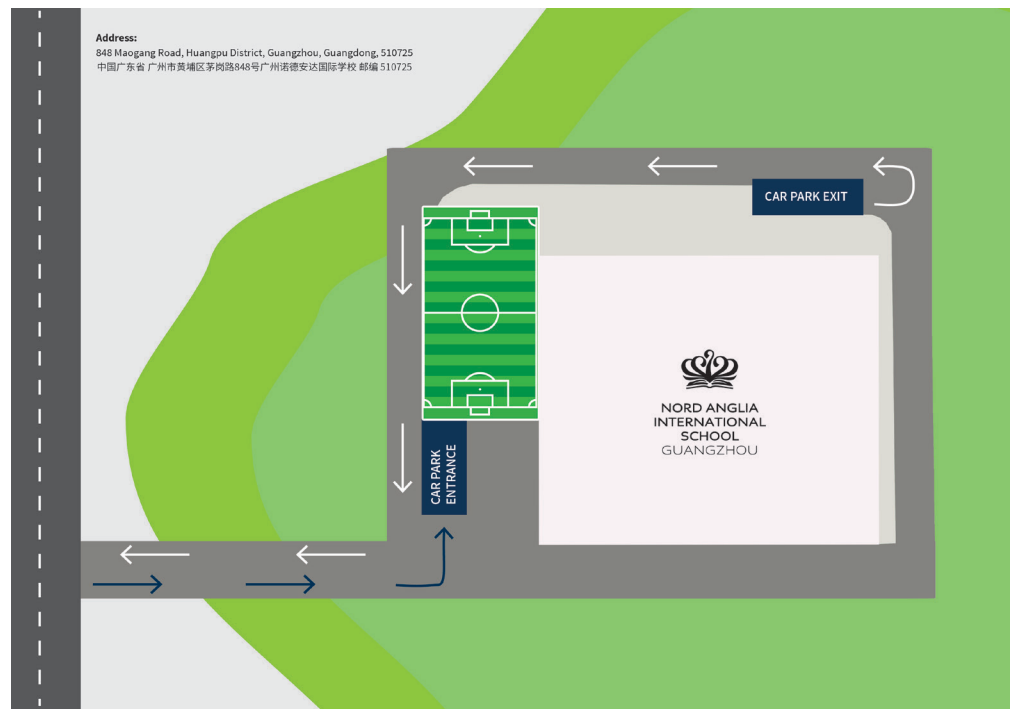 Address:
848 Maogang Road, Huangpu District, Guangzhou, Guangdong, 510725
中国广东省 广州市黄埔区茅岗路848号广州诺德安达国际学校 邮编 510725
CAR PARK EXIT
NORD ANGLIA
INTERNATIONAL
SCHOOL
GUANGZHOU
CAR PARK
ENTRANCE